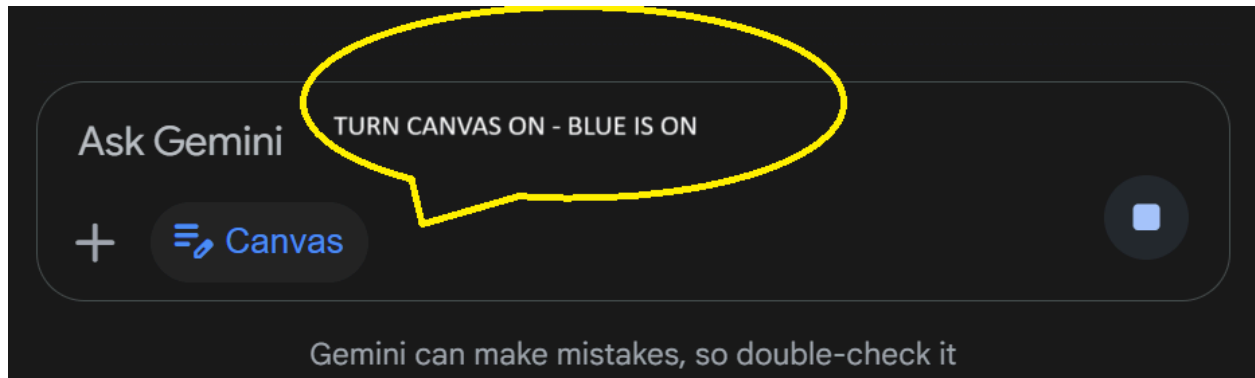 TURN CANVAS ON - BLUE IS ON
Ask Gemini
Canvas
Gemini can make mistakes, so double-check it